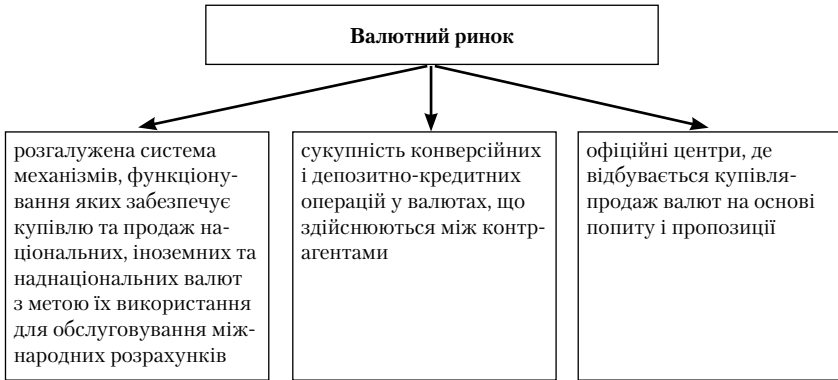 Валютний ринок
розгалужена система
механізмів, функціону-
вання яких забезпечує
купівлю та продаж на-
ціональних, іноземних та
наднаціональних валют
з метою їх використання
для обслуговування між-
народних розрахунків
сукупність конверсійних
і депозитно-кредитних
операцій у валютах, що
здійснюються між контр-
агентами
офіційні центри, де
відбувається купівля-
продаж валют на основі
попиту і пропозиції